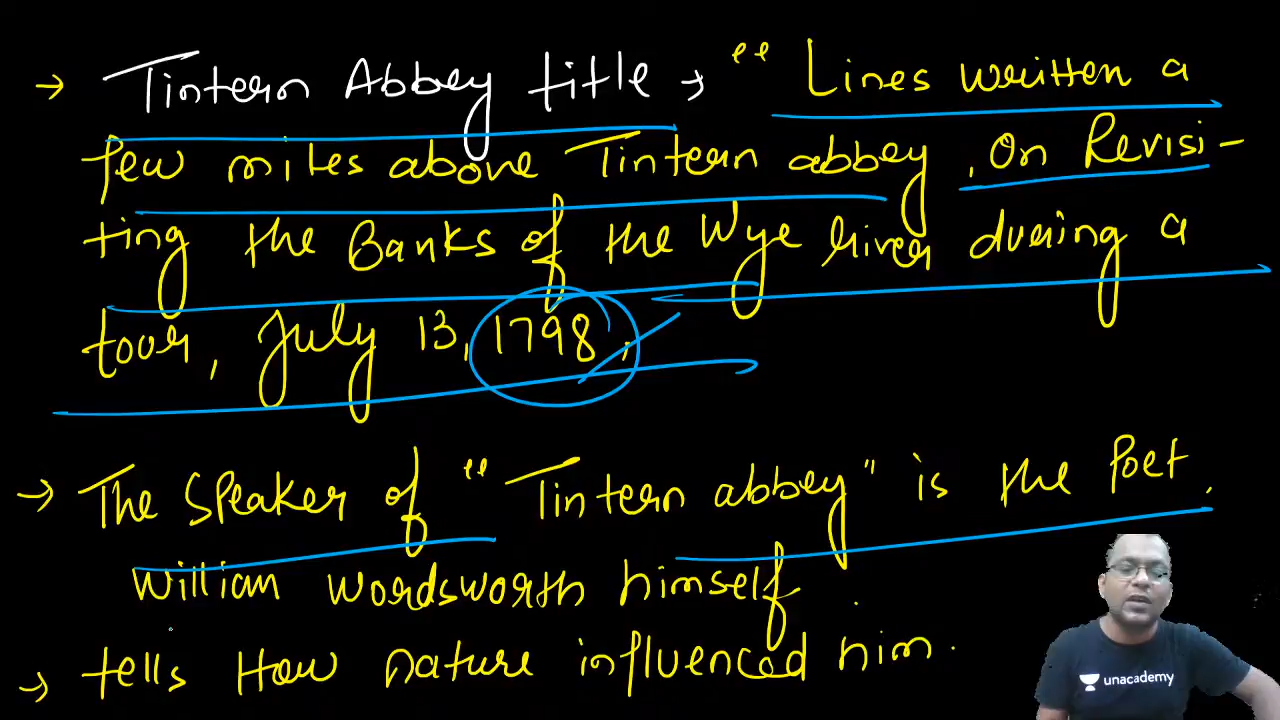 → Tintern Abbey title → "Lines written a
few miles above Tintern abbey, On Revisi-
ting the Banks of the Wye River during a
tour, July 13, 1798,
→ The Speaker of "Tintern abbey" is the Poet
William Wordsworth himself.
→ tells How nature influenced him.
unacademy